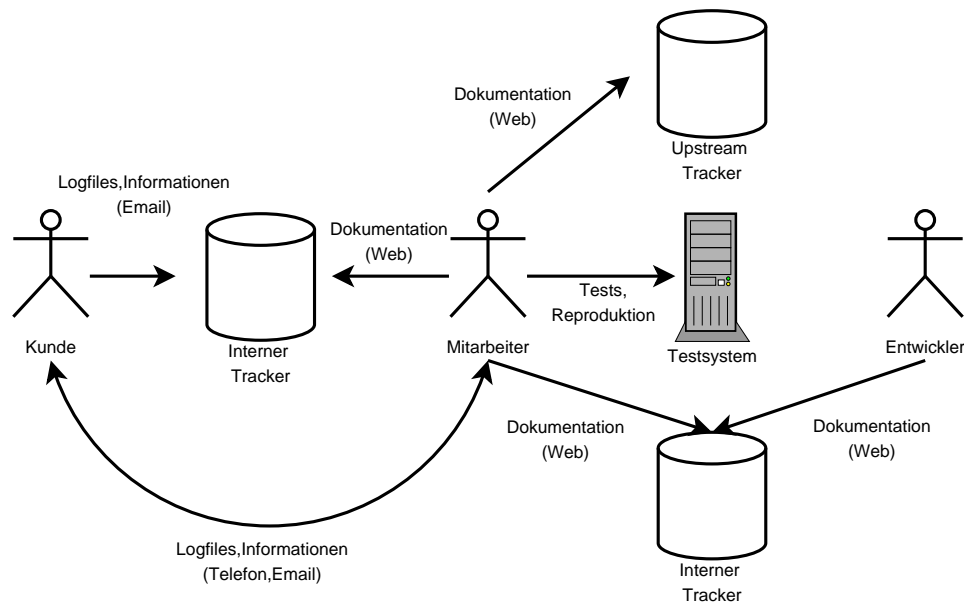 Dokumentation
(Web)
Upstream
Tracker
Logfiles,Informationen
(Email)
Dokumentation
(Web)
Tests,
Reproduktion
Kunde
Interner
Tracker
Mitarbeiter
Testsystem
Entwickler
Dokumentation
(Web)
Dokumentation
(Web)
Logfiles,Informationen
(Telefon,Email)
Interner
Tracker